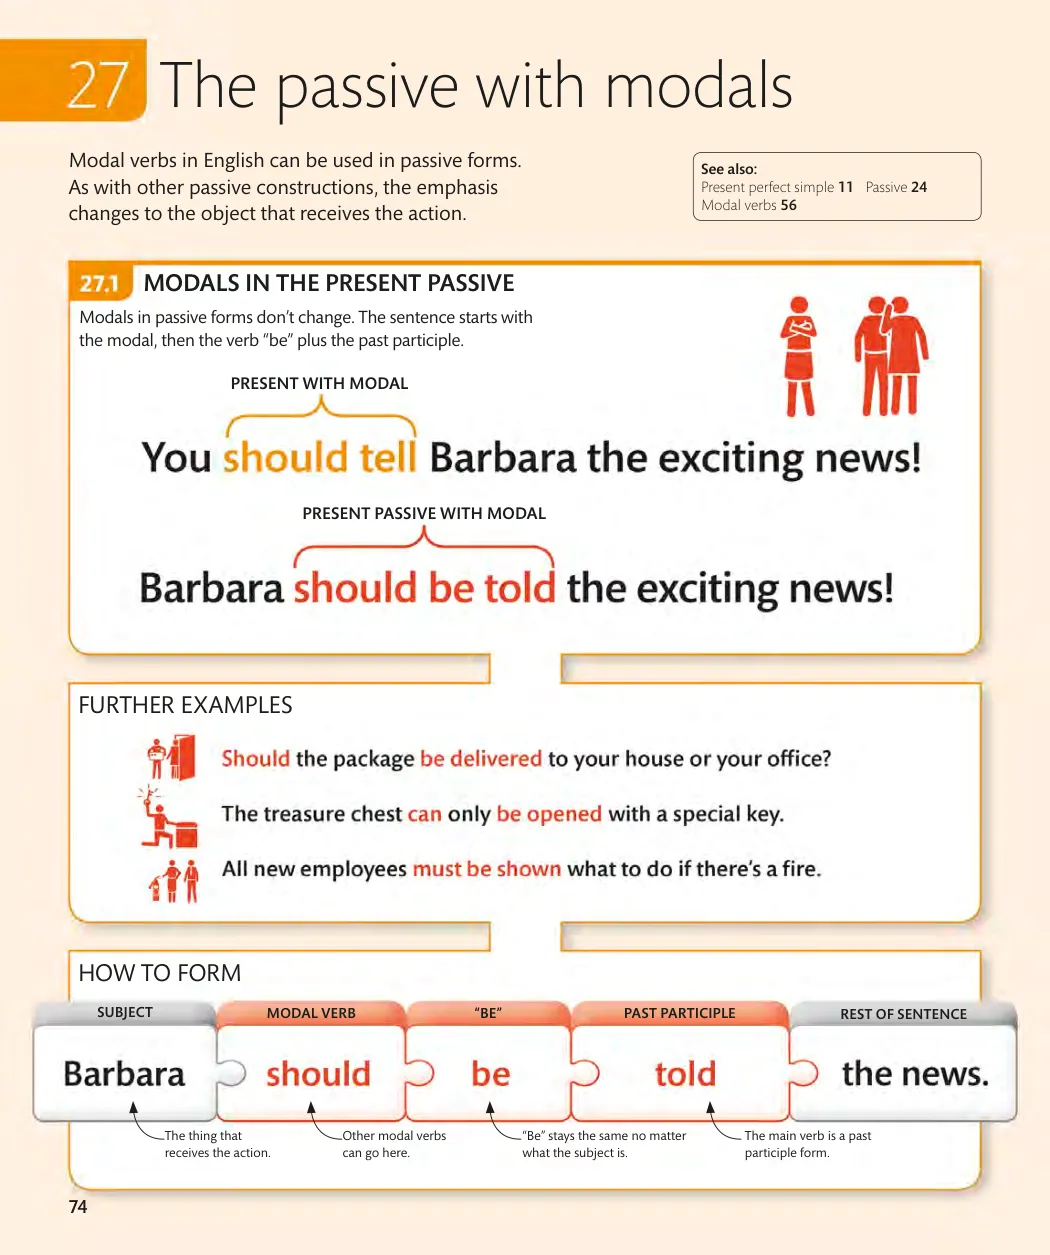 27 The passive with modals
Modal verbs in English can be used in passive forms.
As with other passive constructions, the emphasis
changes to the object that receives the action.
See also:
Present perfect simple 11 Passive 24
Modal verbs 56
27.1 MODALS IN THE PRESENT PASSIVE
Modals in passive forms don’t change. The sentence starts with
the modal, then the verb “be” plus the past participle.
PRESENT WITH MODAL
You should tell Barbara the exciting news!
PRESENT PASSIVE WITH MODAL
Barbara should be told the exciting news!
FURTHER EXAMPLES
Should the package be delivered to your house or your office?
The treasure chest can only be opened with a special key.
All new employees must be shown what to do if there’s a fire.
HOW TO FORM
SUBJECT MODAL VERB “BE” PAST PARTICIPLE REST OF SENTENCE
Barbara should be told the news.
The thing that
receives the action.
Other modal verbs
can go here.
“Be” stays the same no matter
what the subject is.
The main verb is a past
participle form.
74